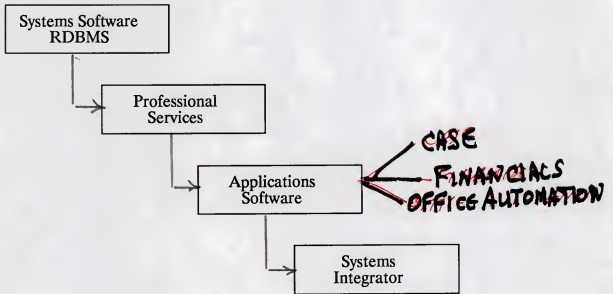 Systems Software
RDBMS
Professional
Services
Applications
Software
CASE
FINANCIALS
OFFICE AUTOMATION
Systems
Integrator